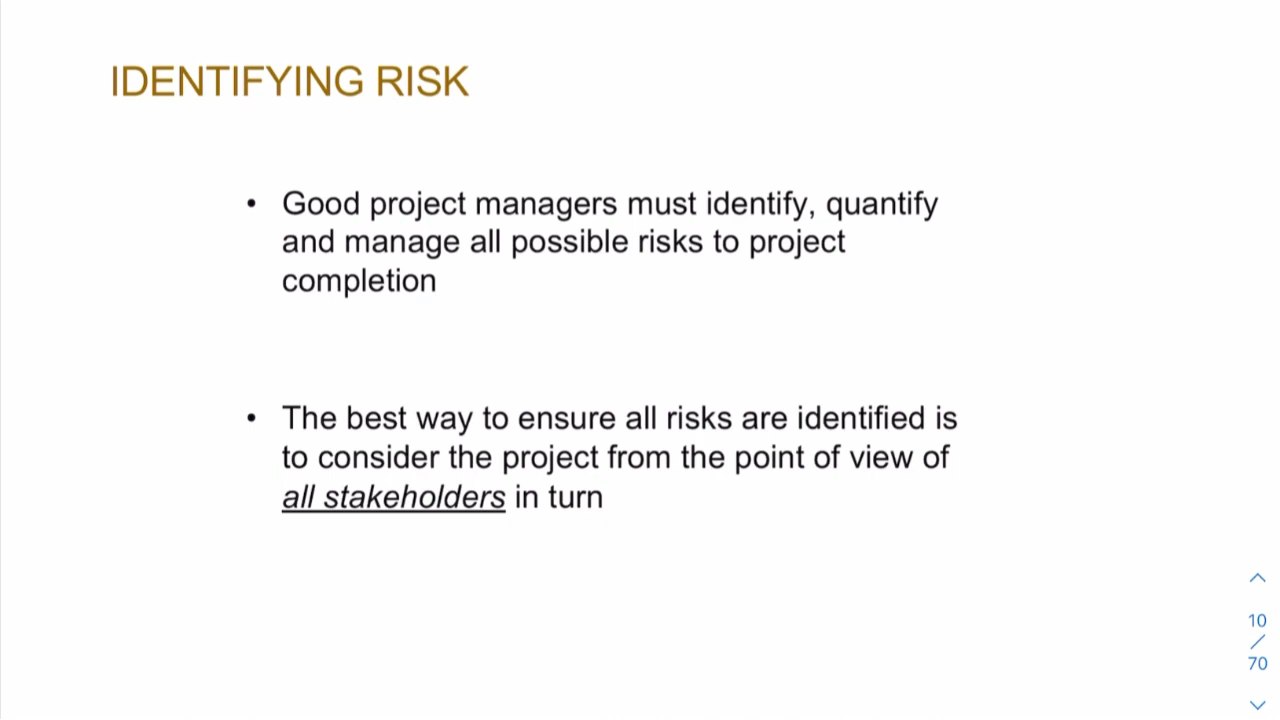 IDENTIFYING RISK
• Good project managers must identify, quantify
and manage all possible risks to project
completion
• The best way to ensure all risks are identified is
to consider the project from the point of view of
all stakeholders in turn
10
/
70